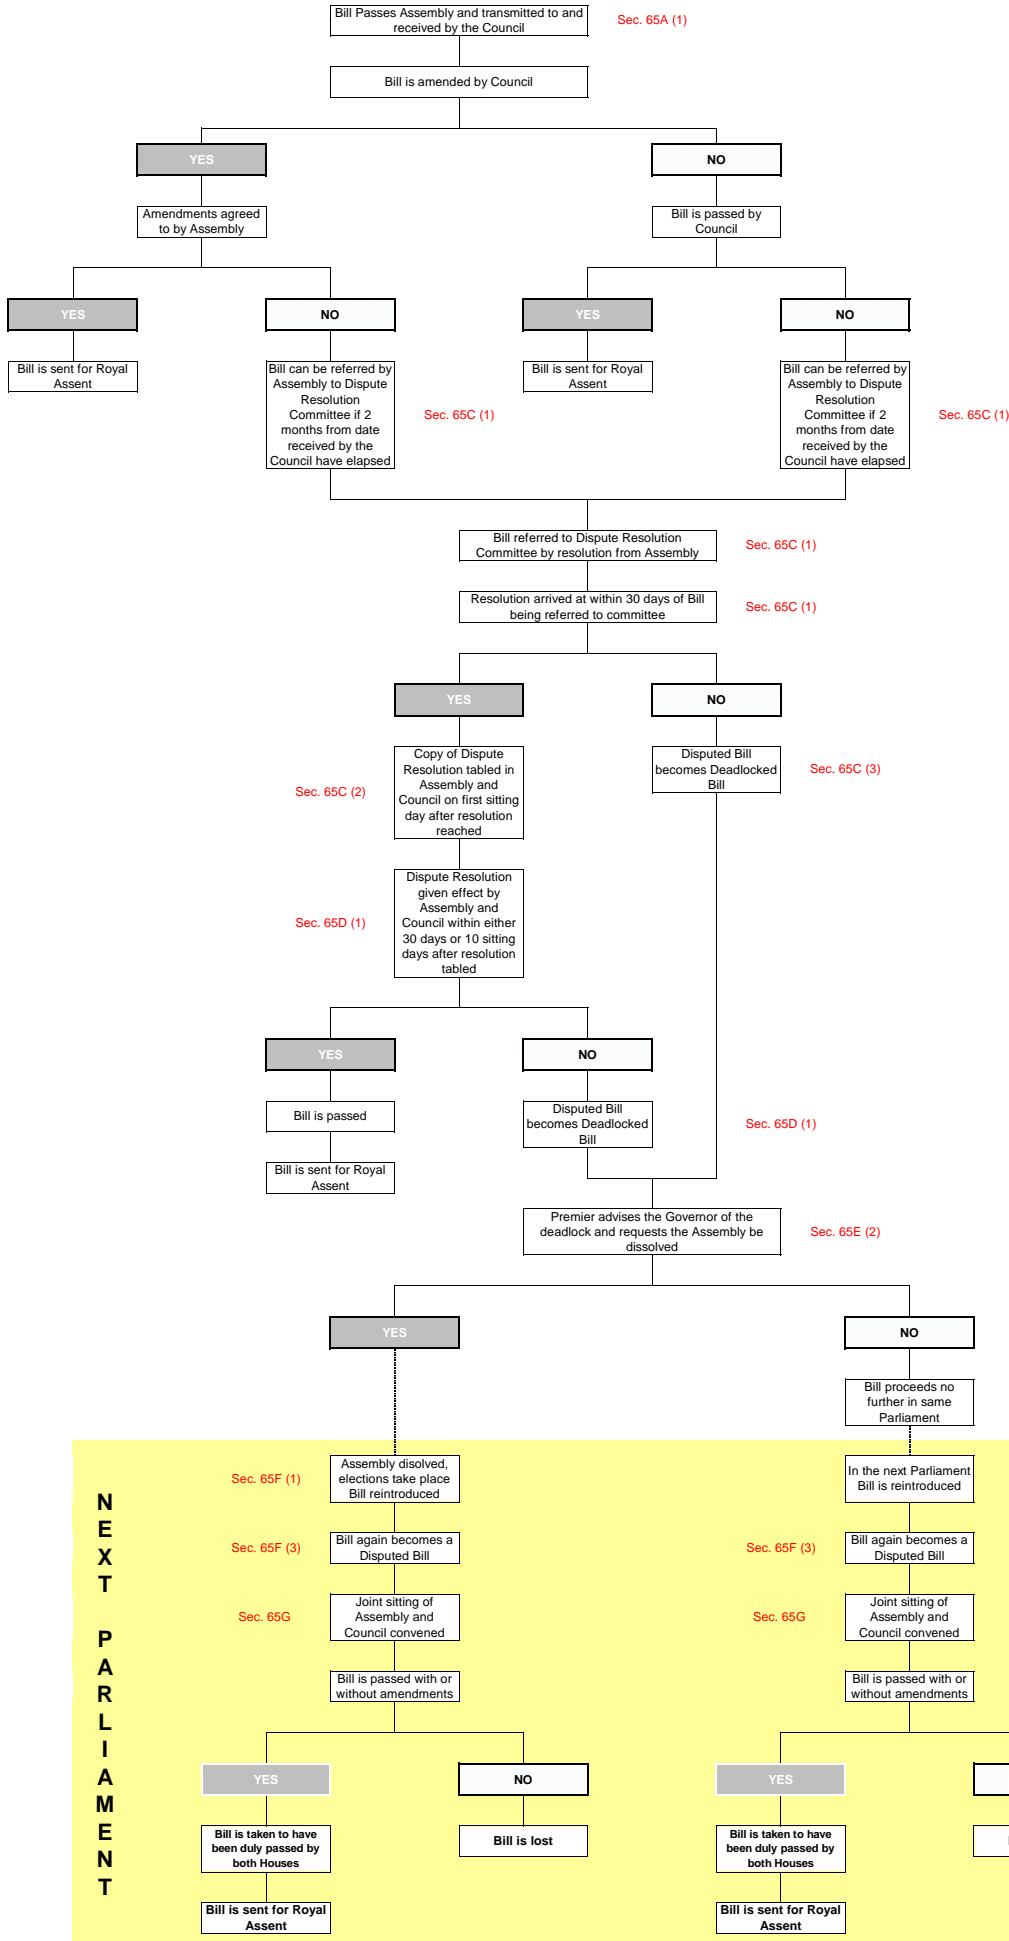 Bill Passes Assembly and transmitted to and
received by the Council
Sec. 65A (1)
Bill is amended by Council
YES
NO
Amendments agreed
to by Assembly
Bill is passed by
Council
YES
NO
YES
NO
Bill is sent for Royal
Assent
Bill can be referred by
Assembly to Dispute
Resolution
Committee if 2
months from date
received by the
Council have elapsed
Sec. 65C (1)
Bill is sent for Royal
Assent
Bill can be referred by
Assembly to Dispute
Resolution
Committee if 2
months from date
received by the
Council have elapsed
Sec. 65C (1)
Bill referred to Dispute Resolution
Committee by resolution from Assembly
Sec. 65C (1)
Resolution arrived at within 30 days of Bill
being referred to committee
Sec. 65C (1)
YES
NO
Sec. 65C (2)
Copy of Dispute
Resolution tabled in
Assembly and
Council on first sitting
day after resolution
reached
Disputed Bill
becomes Deadlocked
Bill
Sec. 65C (3)
Sec. 65D (1)
Dispute Resolution
given effect by
Assembly and
Council within either
30 days or 10 sitting
days after resolution
tabled
YES
NO
Bill is passed
Disputed Bill
becomes Deadlocked
Bill
Sec. 65D (1)
Bill is sent for Royal
Assent
Premier advises the Governor of the
deadlock and requests the Assembly be
dissolved
Sec. 65E (2)
YES
NO
Bill proceeds no
further in same
Parliament
NEXT PARLIAMENT
Sec. 65F (1)
Assembly disolved,
elections take place
Bill reintroduced
In the next Parliament
Bill is reintroduced
Sec. 65F (3)
Bill again becomes a
Disputed Bill
Sec. 65F (3)
Bill again becomes a
Disputed Bill
Sec. 65G
Joint sitting of
Assembly and
Council convened
Sec. 65G
Joint sitting of
Assembly and
Council convened
Bill is passed with or
without amendments
Bill is passed with or
without amendments
YES
NO
YES
Bill is taken to have
been duly passed by
both Houses
Bill is lost
Bill is taken to have
been duly passed by
both Houses
Bill is sent for Royal
Assent
Bill is sent for Royal
Assent